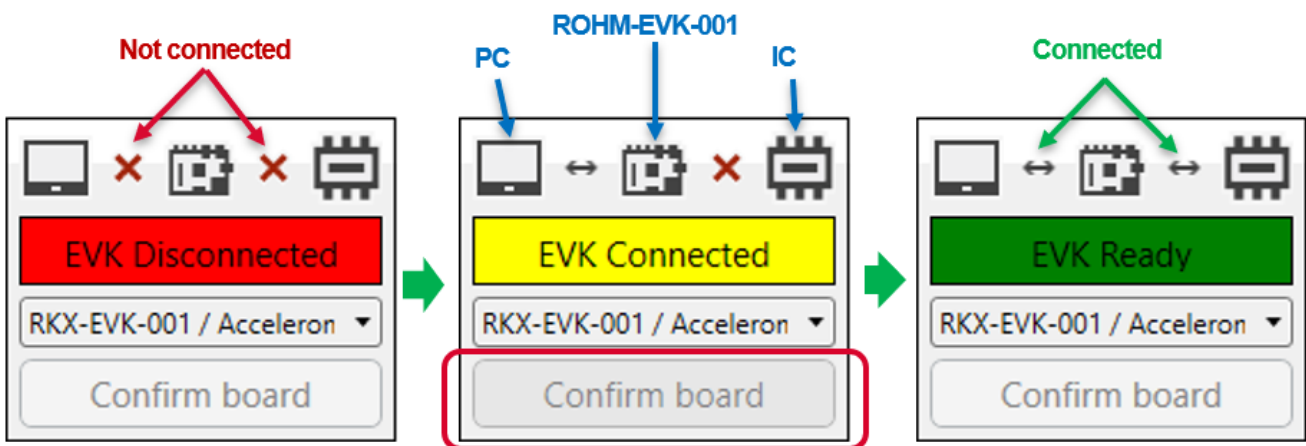 Not connected
PC
ROHM-EVK-001
IC
Connected
EVK Disconnected
RKX-EVK-001 / Acceleron
Confirm board
EVK Connected
RKX-EVK-001 / Acceleron
Confirm board
EVK Ready
RKX-EVK-001 / Acceleron
Confirm board